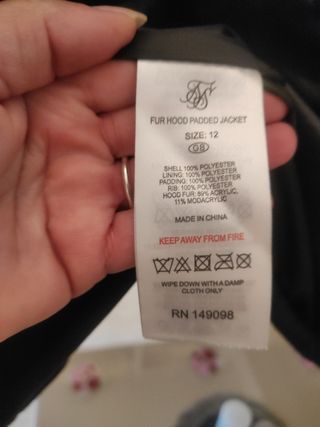 FUR HOOD PADDED JACKET
SIZE: 12
GB
SHELL 100% POLYESTER
LINING: 100% POLYESTER
PADDING: 100% POLYESTER
RIB: 100% POLYESTER
HOOD FUR: 89% ACRYLIC,
11% MODACRYLIC
MADE IN CHINA
KEEP AWAY FROM FIRE
WIPE DOWN WITH A DAMP
CLOTH ONLY
RN 149098